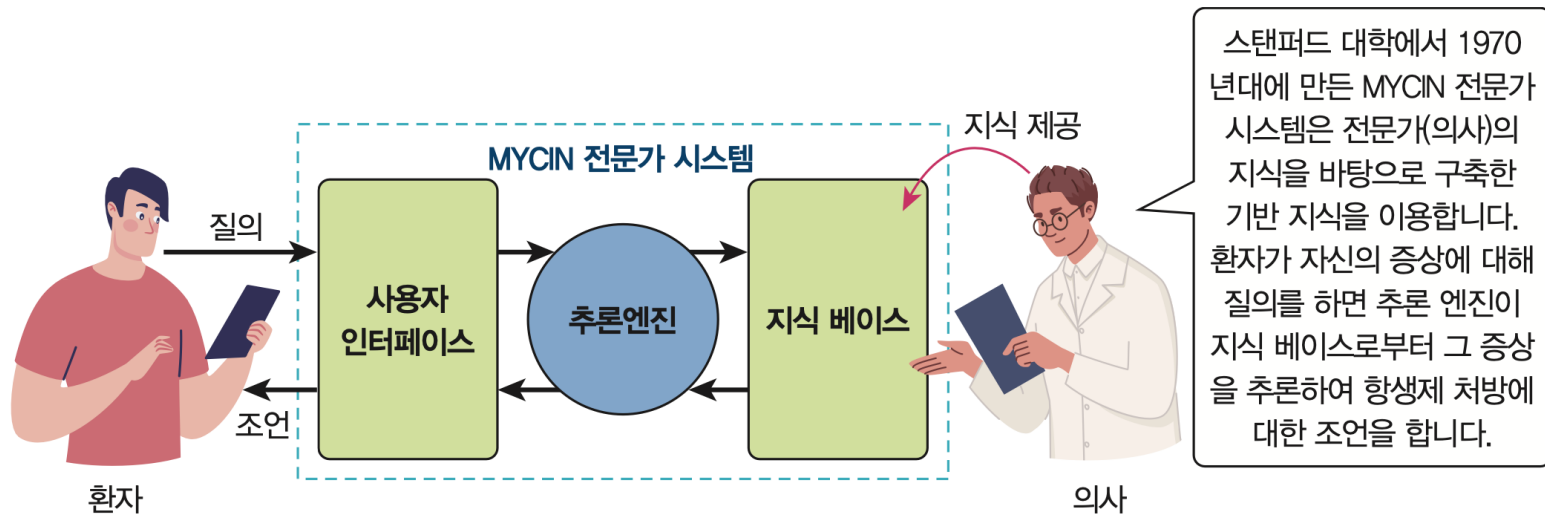 스탠퍼드 대학에서 1970
년대에 만든 MYCIN 전문가
시스템은 전문가(의사)의
지식을 바탕으로 구축한
기반 지식을 이용합니다.
환자가 자신의 증상에 대해
질의를 하면 추론 엔진이
지식 베이스로부터 그 증상
을 추론하여 항생제 처방에
대한 조언을 합니다.
지식 제공
MYCIN 전문가 시스템
질의
사용자
인터페이스
추론엔진
지식 베이스
조언
환자
의사